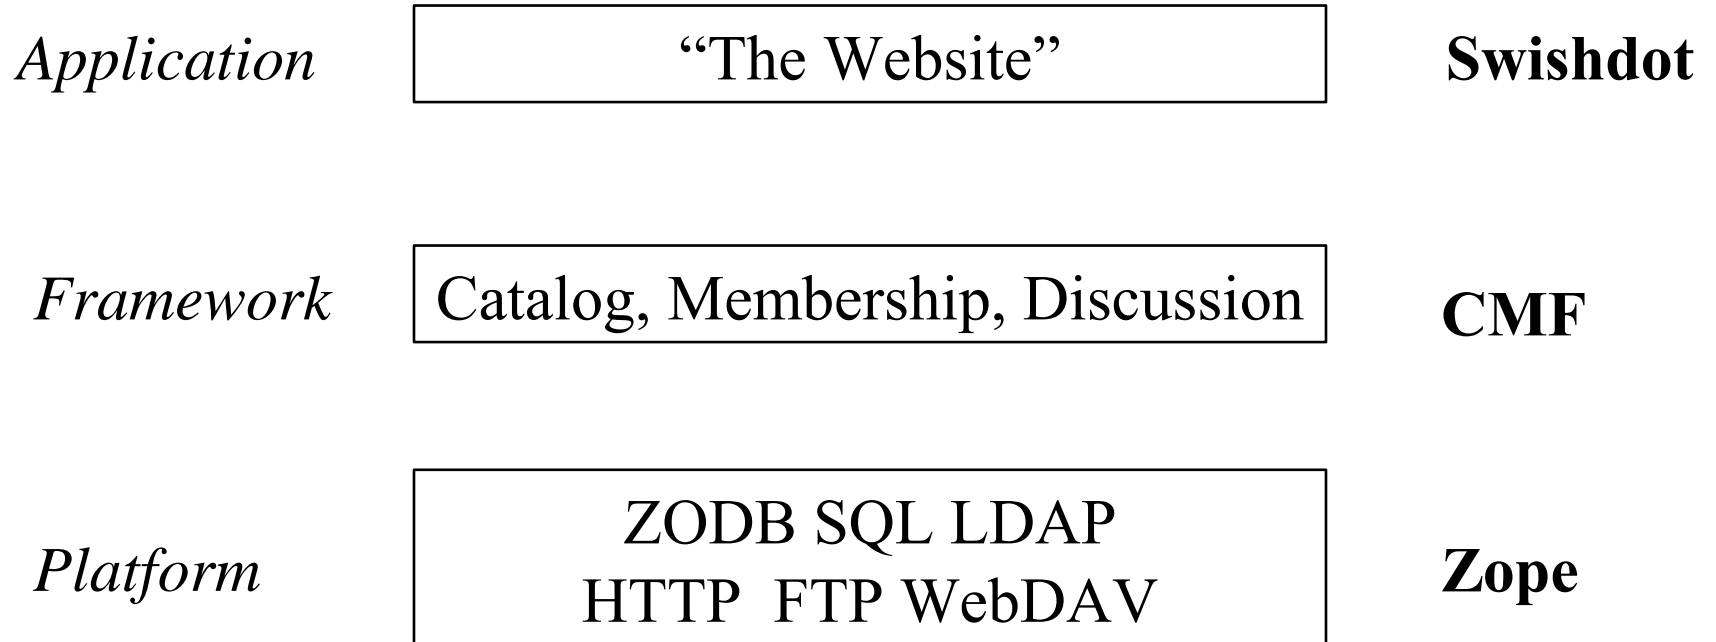 Application “The Website” Swishdot
Framework Catalog, Membership, Discussion CMF
Platform ZODB SQL LDAP Zope
HTTP FTP WebDAV